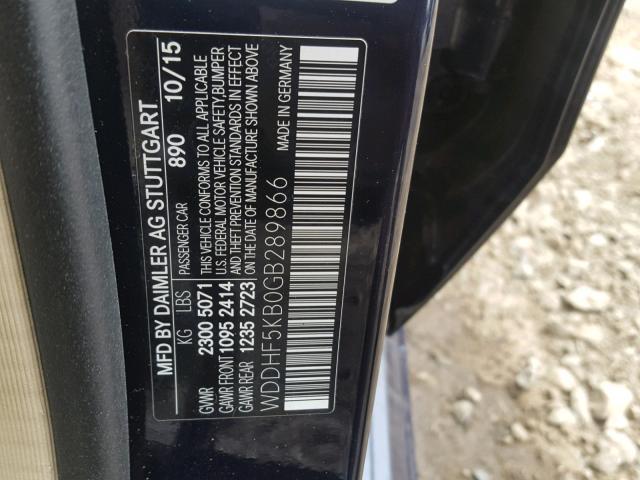 MFD BY DAIMLER AG STUTTGART
PASSENGER CAR 890 10/15
KG LBS
GVWR 2300 5071
GAWR FRONT 1095 2414
GAWR REAR 1235 2723
THIS VEHICLE CONFORMS TO ALL APPLICABLE
U.S. FEDERAL MOTOR VEHICLE SAFETY,BUMPER
AND THEFT PREVENTION STANDARDS IN EFFECT
ON THE DATE OF MANUFACTURE SHOWN ABOVE
WDDHF5KB0GB289866
MADE IN GERMANY